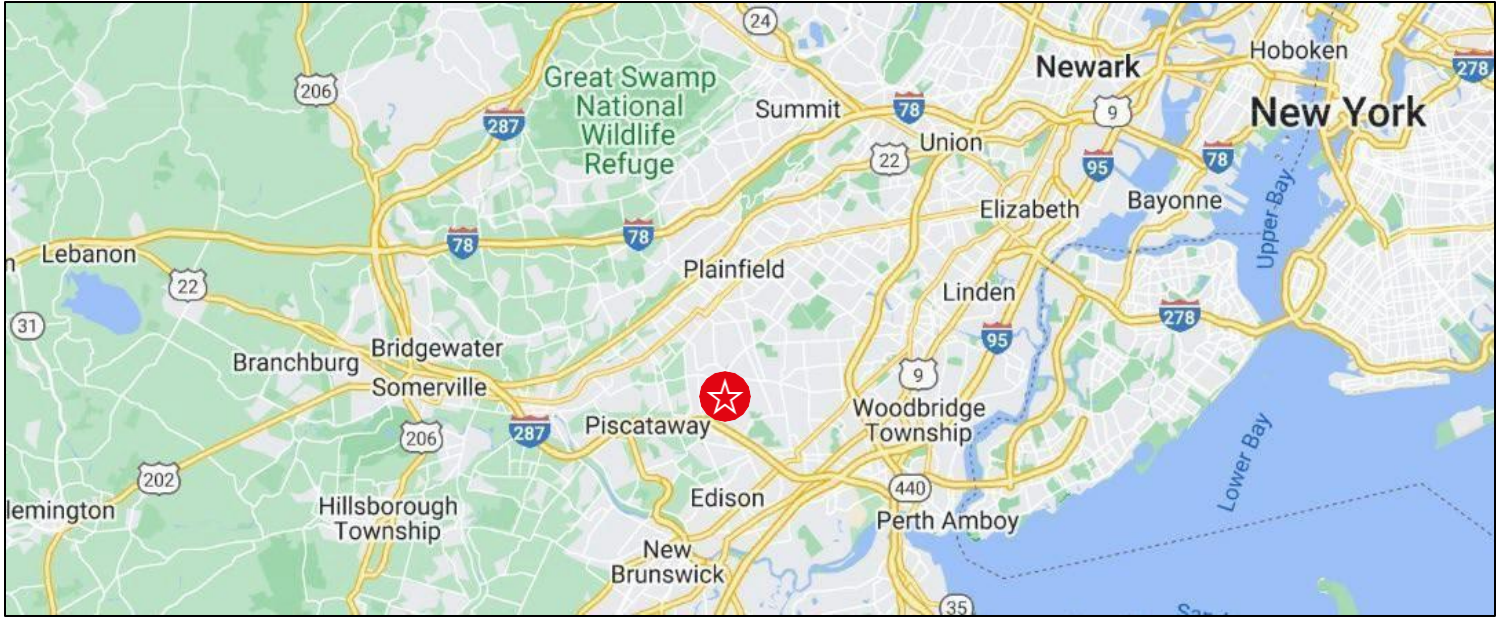 24
Hoboken
206
Great Swamp
National
Wildlife
Refuge
287
Summit
78
Newark
9
278
New York
Union
22
95
78
Bayonne
Elizabeth
Upper Bay
Lebanon
78
78
22
Plainfield
Linden
278
31
95
Branchburg
Bridgewater
Somerville
9
Woodbridge
Township
Piscataway
287
206
202
Hillsborough
Township
Edison
440
Perth Amboy
Lower Bay
lemington
New
Brunswick
35